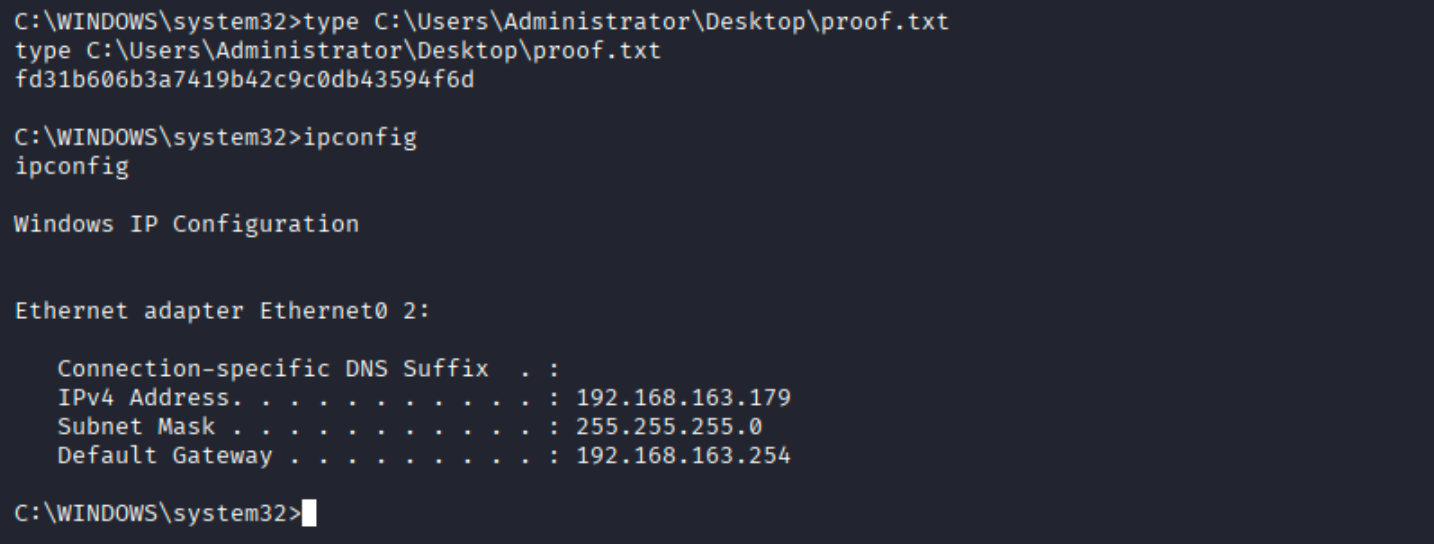 C:\WINDOWS\system32>type C:\Users\Administrator\Desktop\proof.txt
type C:\Users\Administrator\Desktop\proof.txt
fd31b606b3a7419b42c9c0db43594f6d
C:\WINDOWS\system32>ipconfig
ipconfig
Windows IP Configuration
Ethernet adapter Ethernet0 2:
   Connection-specific DNS Suffix  . :
   IPv4 Address. . . . . . . . . . . : 192.168.163.179
   Subnet Mask . . . . . . . . . . . : 255.255.255.0
   Default Gateway . . . . . . . . . : 192.168.163.254
C:\WINDOWS\system32>